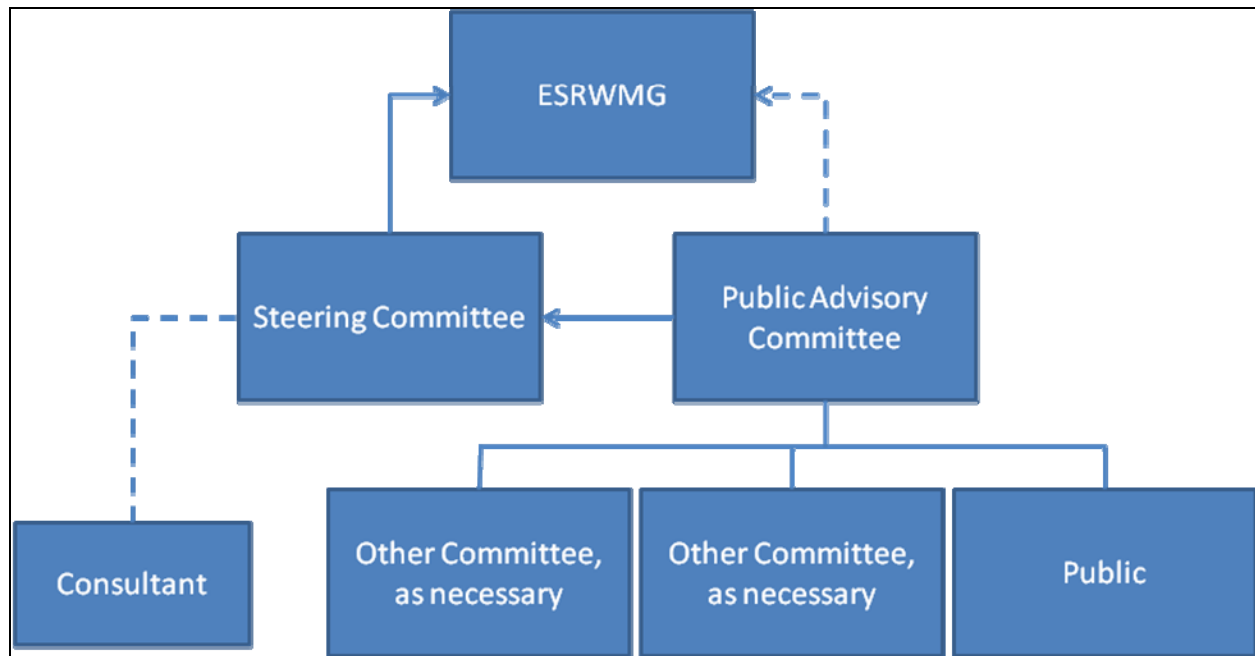 ESRWMG
Steering Committee
Public Advisory
Committee
Consultant
Other Committee,
as necessary
Other Committee,
as necessary
Public